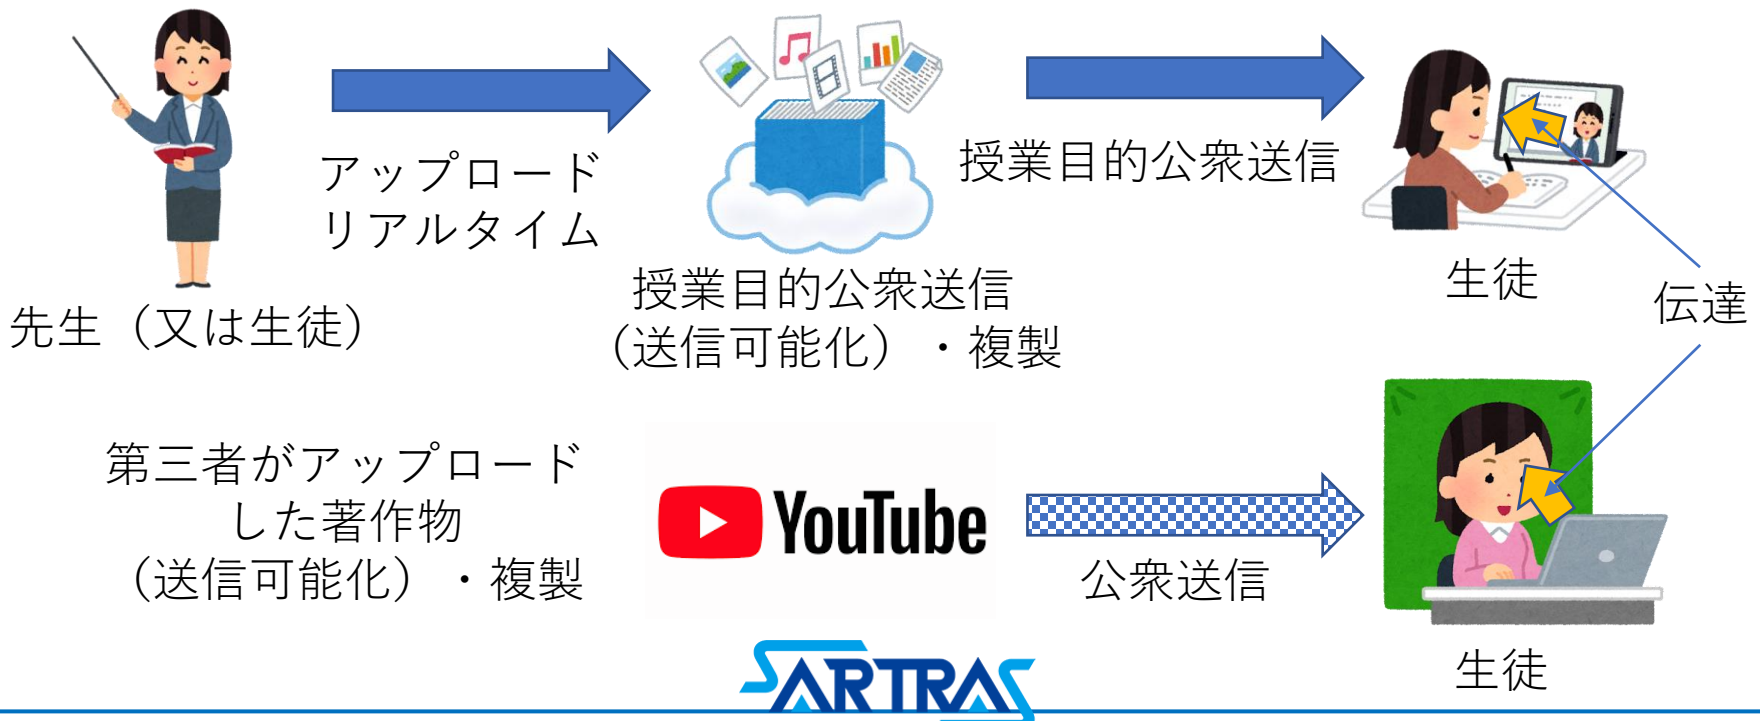 アップロード
リアルタイム
授業目的公衆送信
先生（又は生徒）
授業目的公衆送信
（送信可能化）・複製
生徒
伝達
第三者がアップロード
した著作物
（送信可能化）・複製
YouTube
公衆送信
生徒
SARTRAS